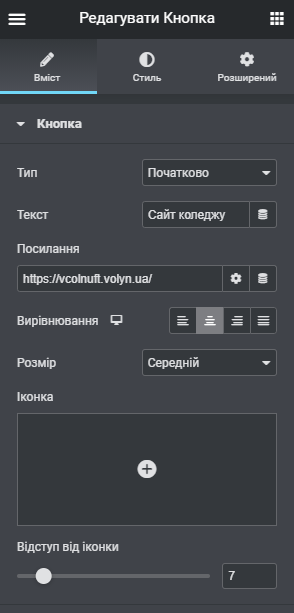 Редагувати Кнопка
Вміст
Стиль
Розширений
Кнопка
Тип
Початково
Текст
Сайт коледжу
Посилання
https://vcolnuft.volyn.ua/
Вирівнювання
Розмір
Середній
Іконка
Відступ від іконки
7